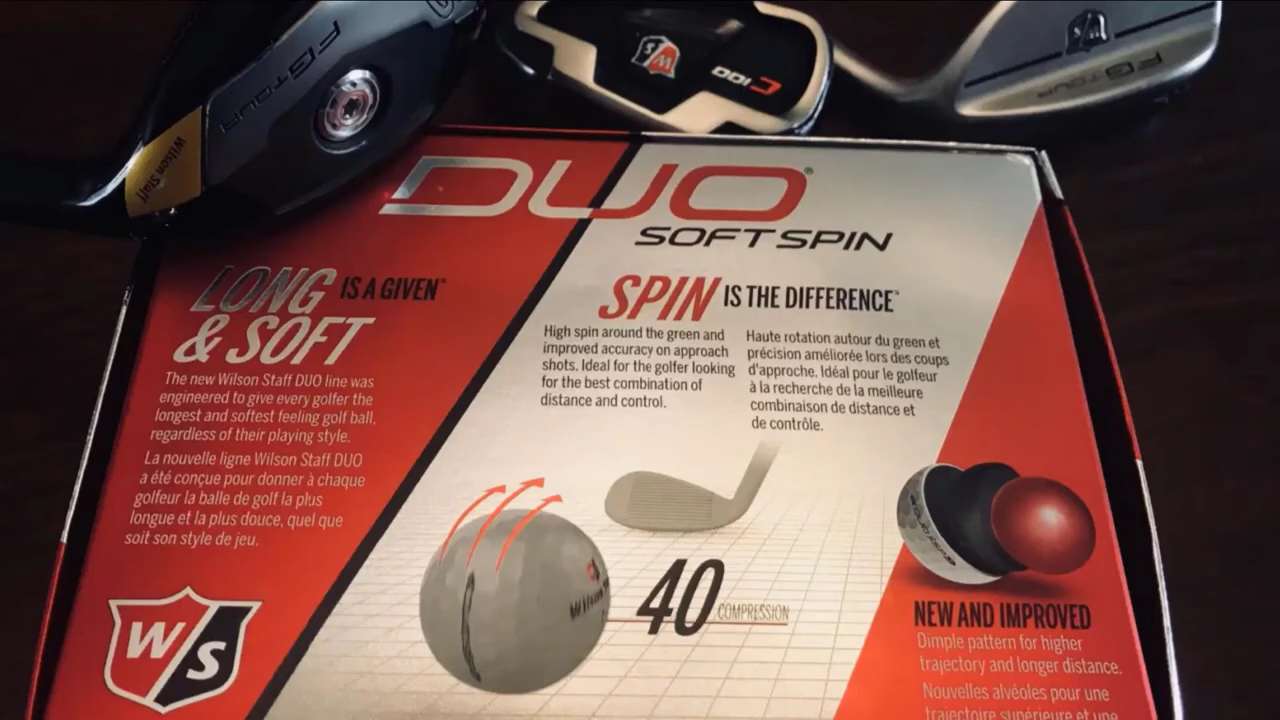 FG TOUR
Wilson Staff
W/S
C100
W/S
FG TOUR
DUO®
SOFT SPIN
LONG IS A GIVEN™
& SOFT
The new Wilson Staff DUO line was
engineered to give every golfer the
longest and softest feeling golf ball,
regardless of their playing style.
La nouvelle ligne Wilson Staff DUO
a été conçue pour donner à chaque
golfeur la balle de golf la plus
longue et la plus douce, quel que
soit son style de jeu.
W/S
SPIN IS THE DIFFERENCE™
High spin around the green and
improved accuracy on approach
shots. Ideal for the golfer looking
for the best combination of
distance and control.
Haute rotation autour du green et
précision améliorée lors des coups
d'approche. Idéal pour le golfeur
à la recherche de la meilleure
combinaison de distance et
de contrôle.
40 COMPRESSION
NEW AND IMPROVED
Dimple pattern for higher
trajectory and longer distance.
Nouvelles alvéoles pour une
trajectoire supérieure et une